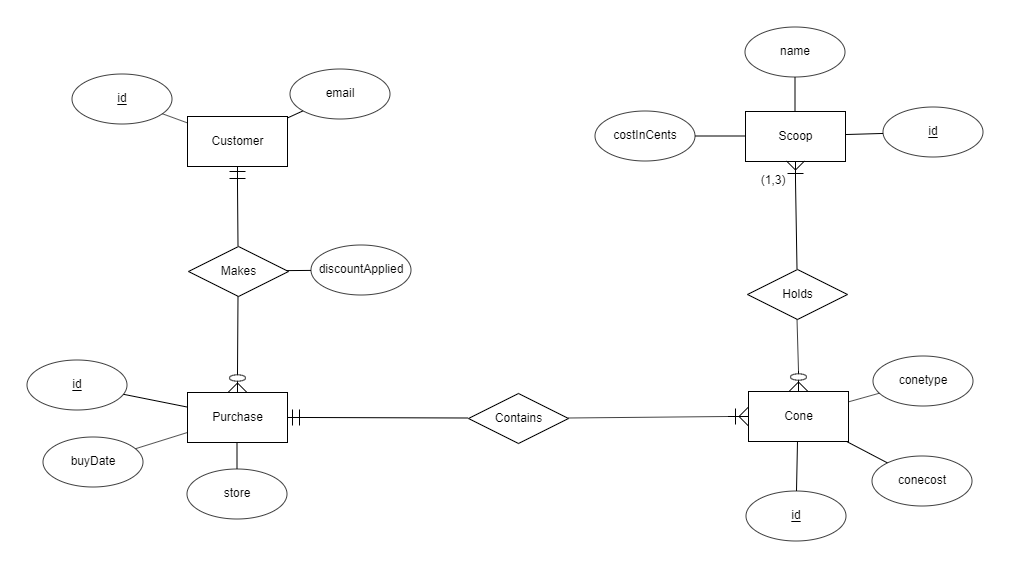 name
id
email
costInCents
Scoop
id
Customer
(1,3)
Makes
discountApplied
Holds
id
Purchase
Contains
Cone
conetype
buyDate
store
conecost
id